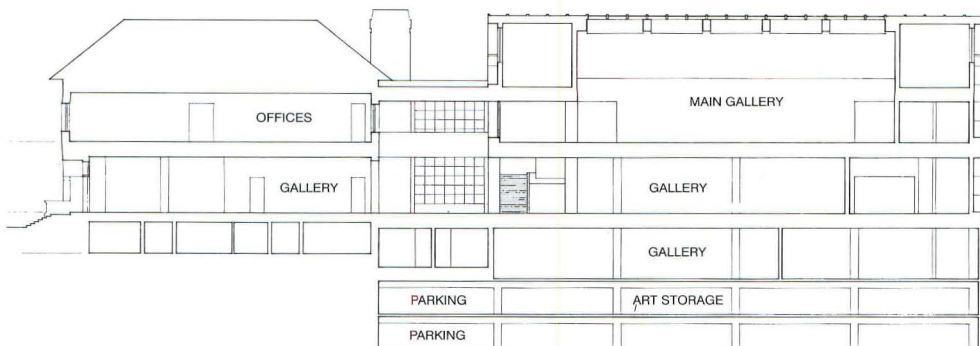 MAIN GALLERY
OFFICES
GALLERY
GALLERY
GALLERY
PARKING
ART STORAGE
PARKING